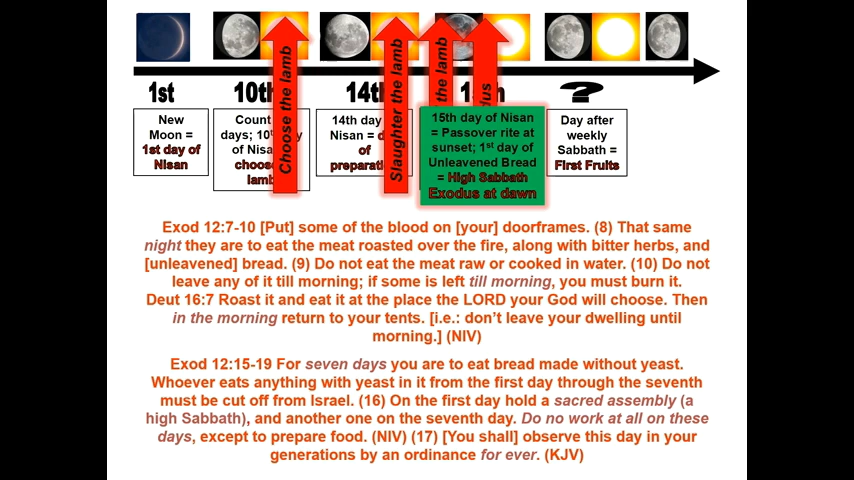 Choose the lamb
Slaughter the lamb
the lamb
dus
1st
10th
14th
?
New
Moon =
1st day of
Nisan
Count
days; 10
of Nisa
choos
lamb
14th day
Nisan = d
of
preparati
15th day of Nisan
= Passover rite at
sunset; 1st day of
Unleavened Bread
= High Sabbath
Exodus at dawn
Day after
weekly
Sabbath =
First Fruits
Exod 12:7-10 [Put] some of the blood on [your] doorframes. (8) That same
night they are to eat the meat roasted over the fire, along with bitter herbs, and
[unleavened] bread. (9) Do not eat the meat raw or cooked in water. (10) Do not
leave any of it till morning; if some is left till morning, you must burn it.
Deut 16:7 Roast it and eat it at the place the LORD your God will choose. Then
in the morning return to your tents. [i.e.: don’t leave your dwelling until
morning.] (NIV)
Exod 12:15-19 For seven days you are to eat bread made without yeast.
Whoever eats anything with yeast in it from the first day through the seventh
must be cut off from Israel. (16) On the first day hold a sacred assembly (a
high Sabbath), and another one on the seventh day. Do no work at all on these
days, except to prepare food. (NIV) (17) [You shall] observe this day in your
generations by an ordinance for ever. (KJV)